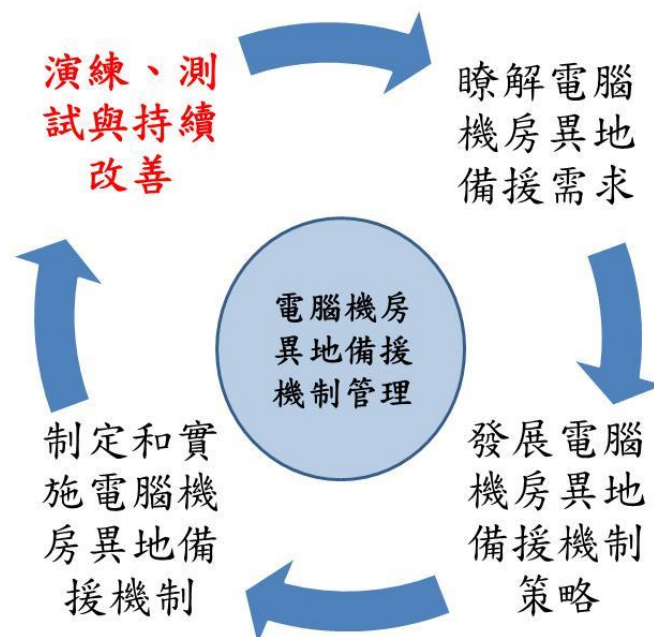 演練、測
試與持續
改善
瞭解電腦
機房異地
備援需求
電腦機房
異地備援
機制管理
制定和實
施電腦機
房異地備
援機制
發展電腦
機房異地
備援機制
策略